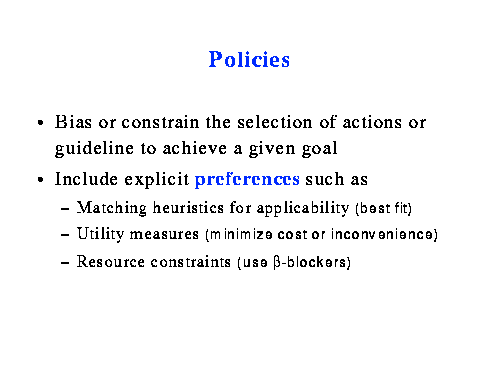 Policies
• Bias or constrain the selection of actions or
guideline to achieve a given goal
• Include explicit preferences such as
– Matching heuristics for applicability (best fit)
– Utility measures (minimize cost or inconvenience)
– Resource constraints (use β-blockers)